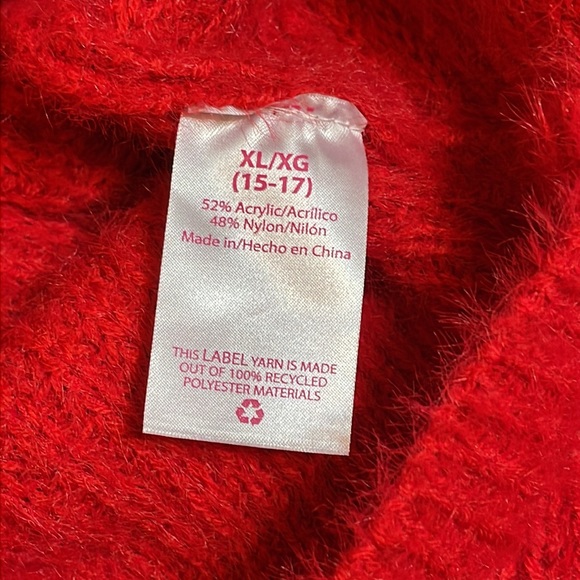 XL/XG
(15-17)
52% Acrylic/Acrílico
48% Nylon/Nilón
Made in/Hecho en China
THIS LABEL YARN IS MADE
OUT OF 100% RECYCLED
POLYESTER MATERIALS